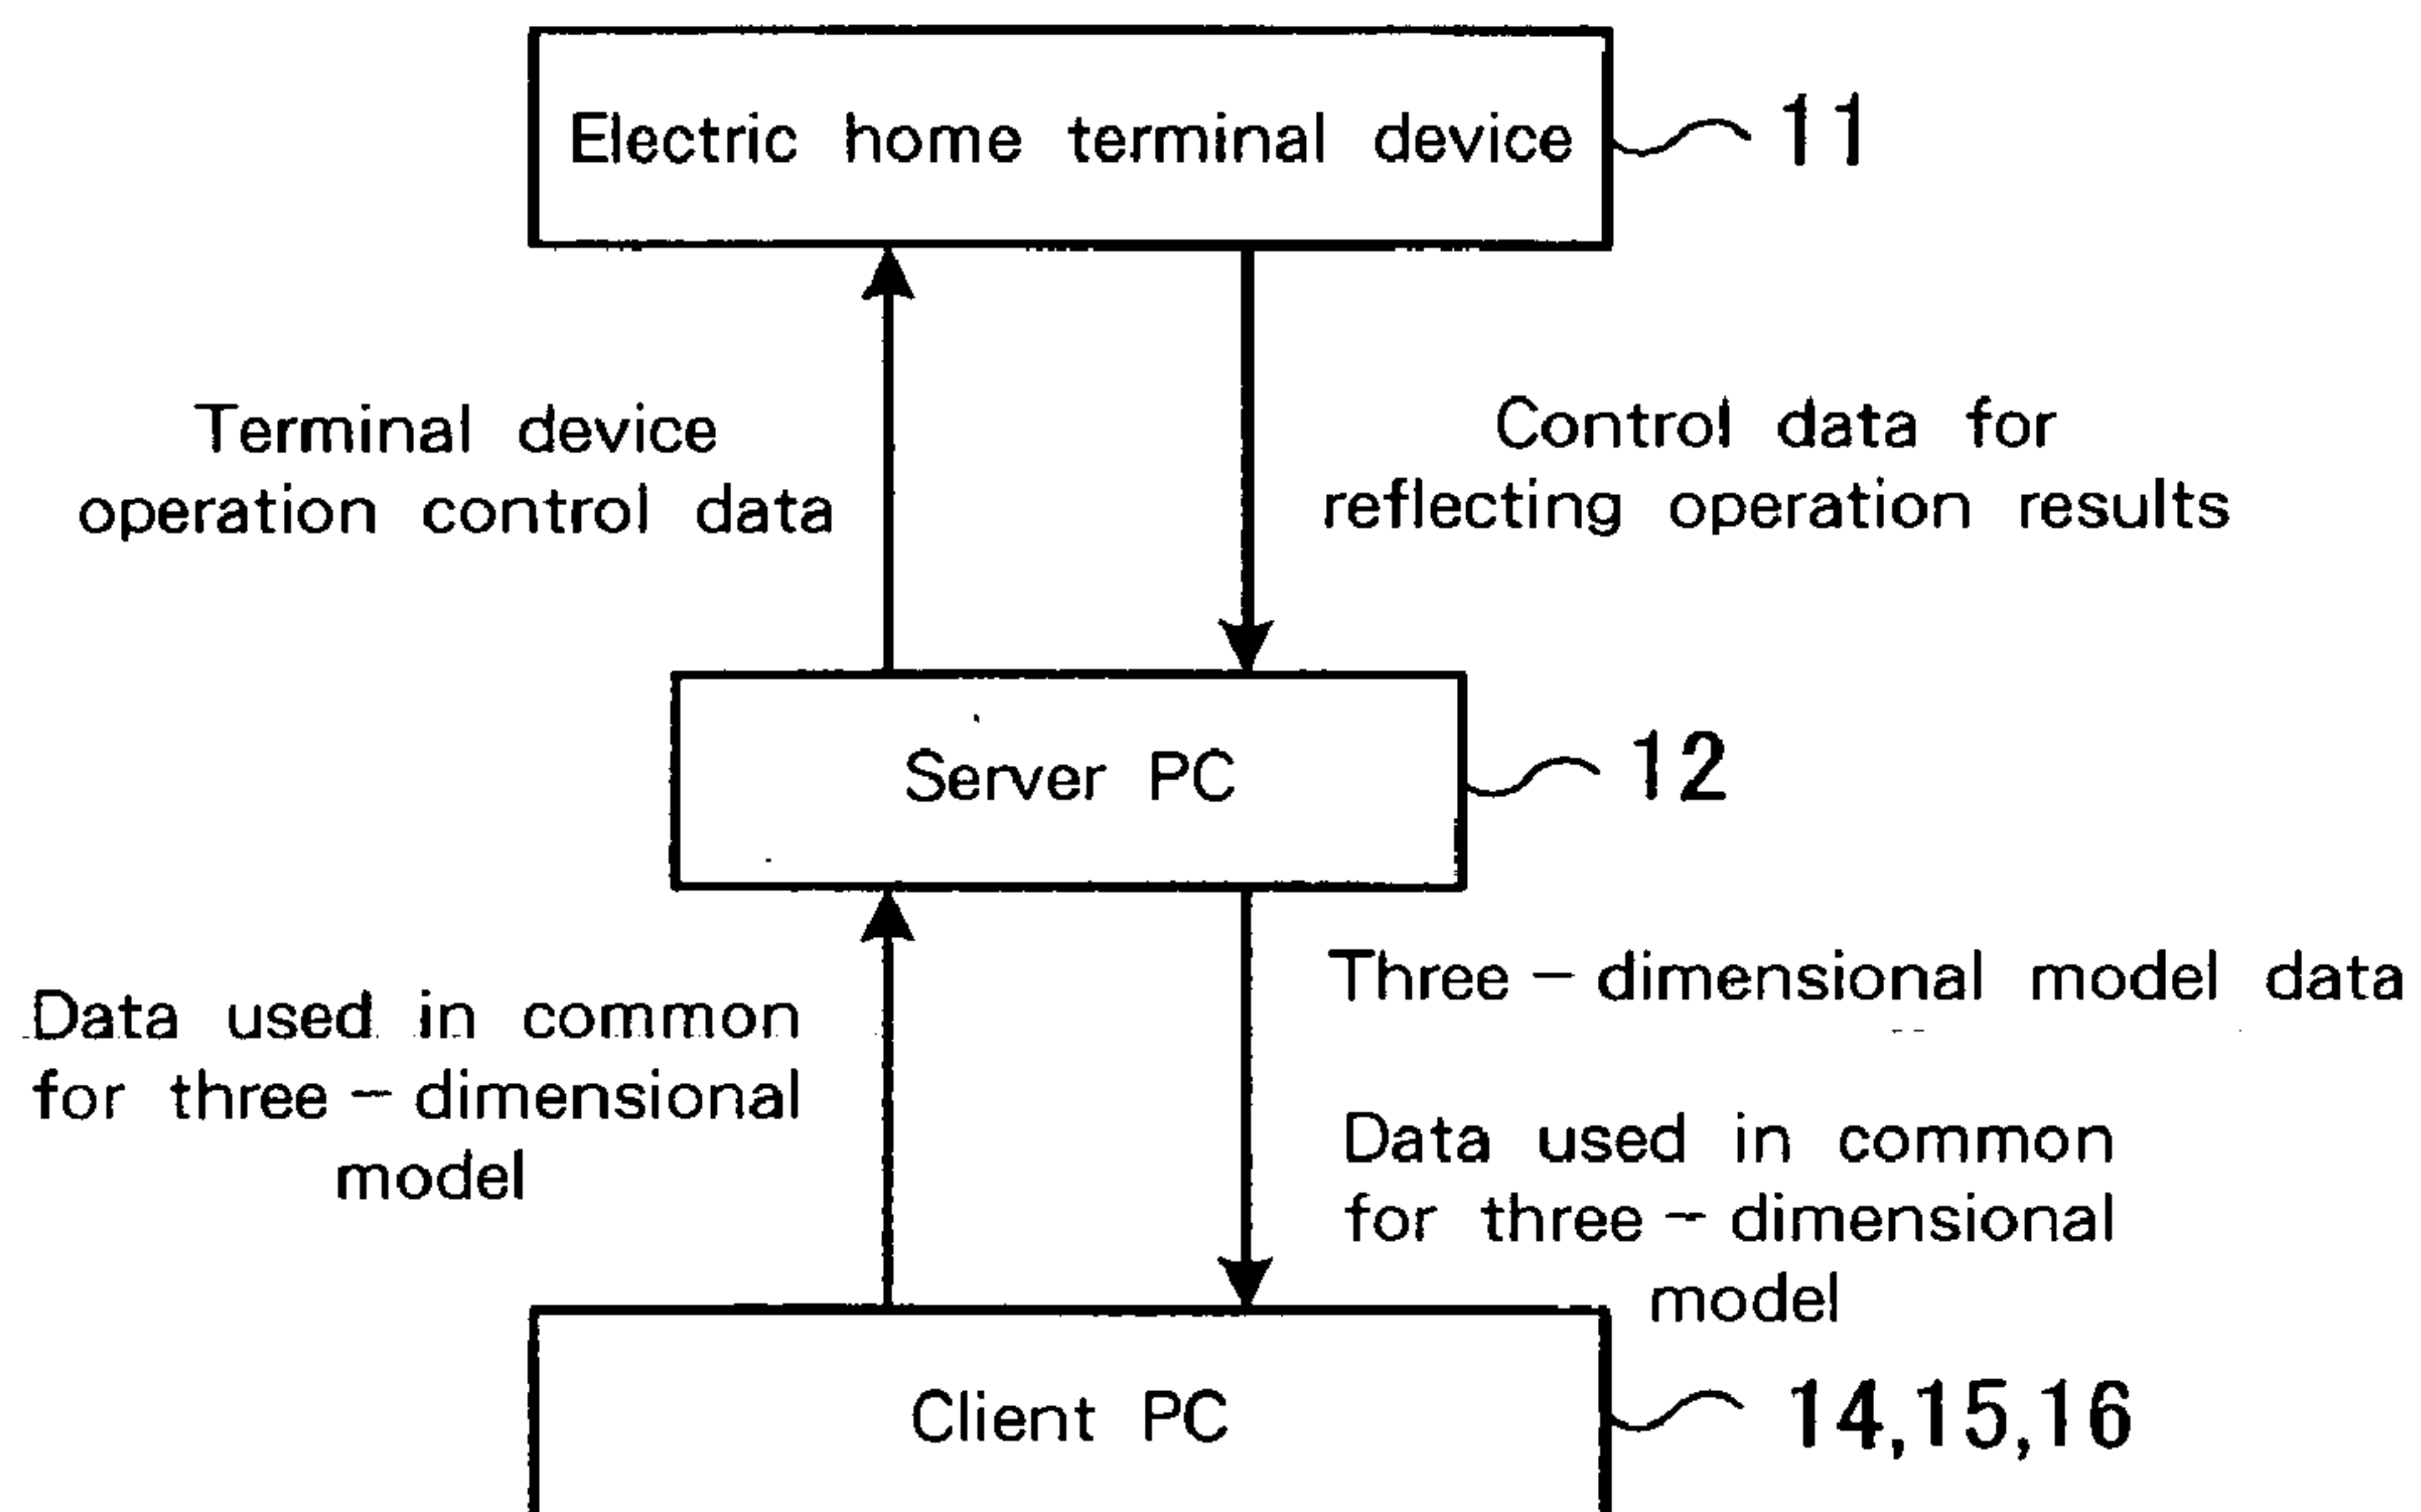 Electric home terminal device
11
Terminal device
operation control data
Control data for
reflecting operation results
Server PC
12
Data used in common
for three-dimensional
model
Three-dimensional model data
Data used in common
for three-dimensional
model
Client PC
14,15,16